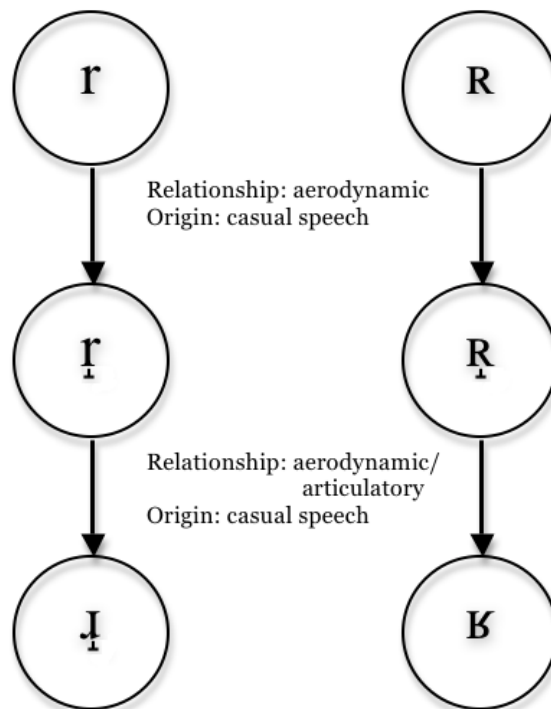 r ʀ
Relationship: aerodynamic
Origin: casual speech
r̝ ʀ̝
Relationship: aerodynamic/
articulatory
Origin: casual speech
ɹ̝ ʁ